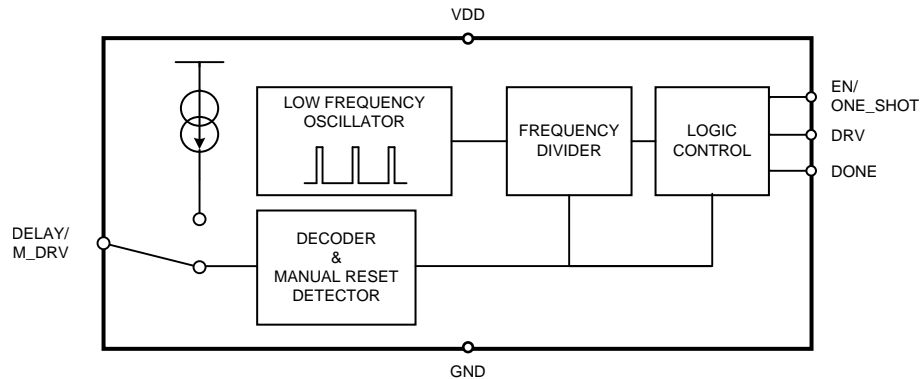 VDD
LOW FREQUENCY
OSCILLATOR
FREQUENCY
DIVIDER
LOGIC
CONTROL
EN/
ONE_SHOT
DRV
DONE
DELAY/
M_DRV
DECODER
&
MANUAL RESET
DETECTOR
GND